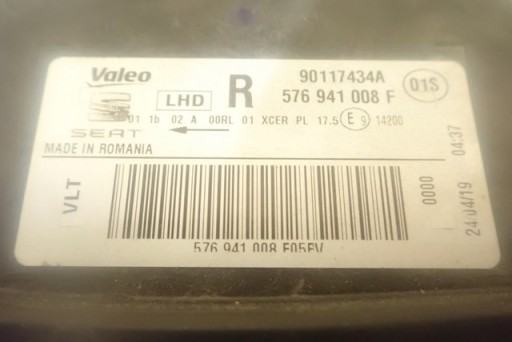 Valeo
LHD
R
90117434A
576 941 008 F
01S
SEAT
01 1b 02 A 00RL 01 XCER PL 17.5 E 9 14200
MADE IN ROMANIA
VLT
0000
24/04/19 04:37
576 941 008 F05FV